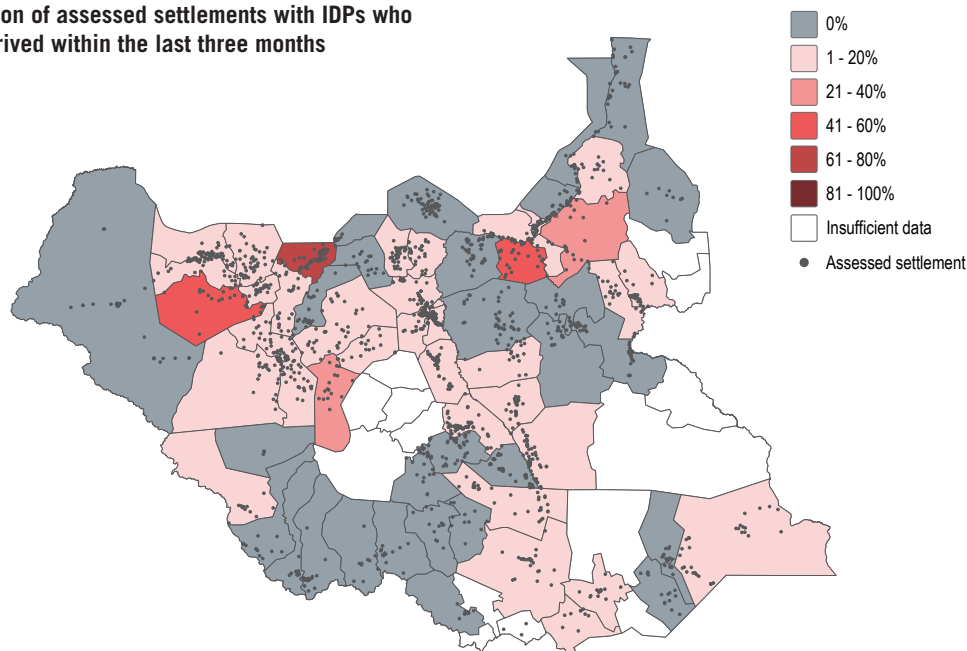 ion of assessed settlements with IDPs who
rived within the last three months
0%
1 - 20%
21 - 40%
41 - 60%
61 - 80%
81 - 100%
Insufficient data
Assessed settlement